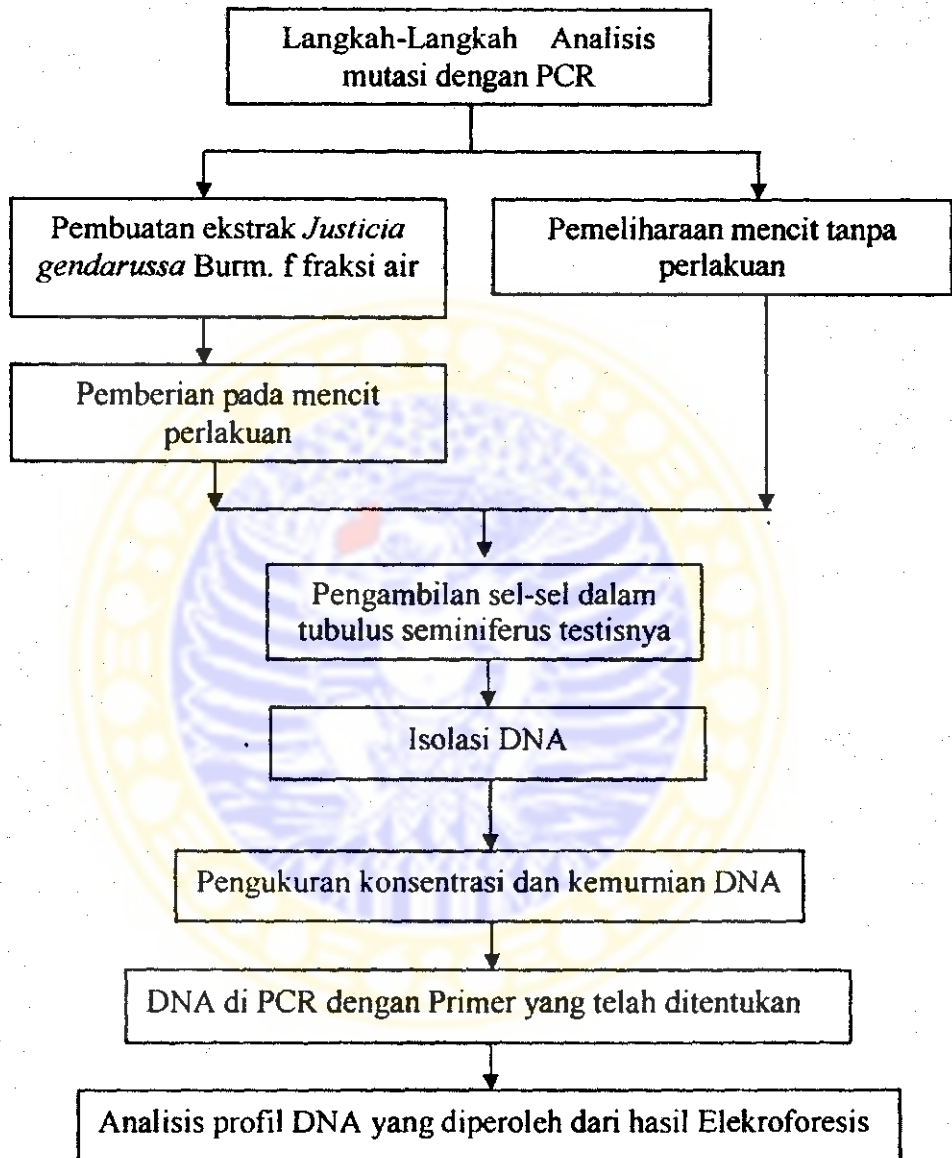 Langkah-Langkah Analisis
mutasi dengan PCR
Pembuatan ekstrak Justicia
gendarussa Burm. f fraksi air
Pemeliharaan mencit tanpa
perlakuan
Pemberian pada mencit
perlakuan
Pengambilan sel-sel dalam
tubulus seminiferus testisnya
Isolasi DNA
Pengukuran konsentrasi dan kemurnian DNA
DNA di PCR dengan Primer yang telah ditentukan
Analisis profil DNA yang diperoleh dari hasil Elekroforesis